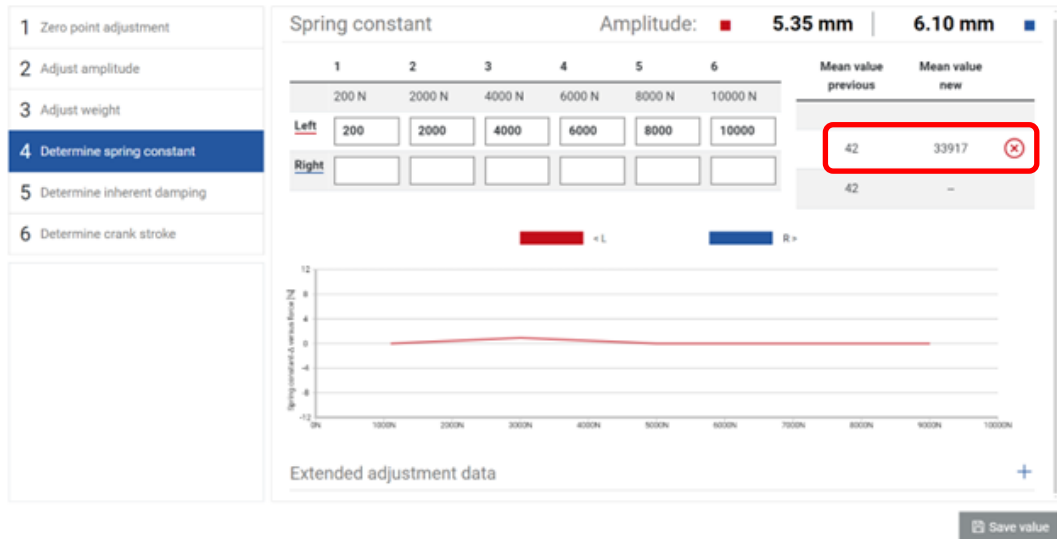 1 Zero point adjustment
2 Adjust amplitude
3 Adjust weight
4 Determine spring constant
5 Determine inherent damping
6 Determine crank stroke
Spring constant Amplitude: 5.35 mm 6.10 mm
1 2 3 4 5 6 Mean value previous Mean value new
200 N 2000 N 4000 N 6000 N 8000 N 10000 N
Left 200 2000 4000 6000 8000 10000 42 33917
Right 42 –
< L R >
Spring constant-Δ versus force [N]
12
8
4
0
-4
-8
-12
0N 1000N 2000N 3000N 4000N 5000N 6000N 7000N 8000N 9000N 10000N
Extended adjustment data +
Save value